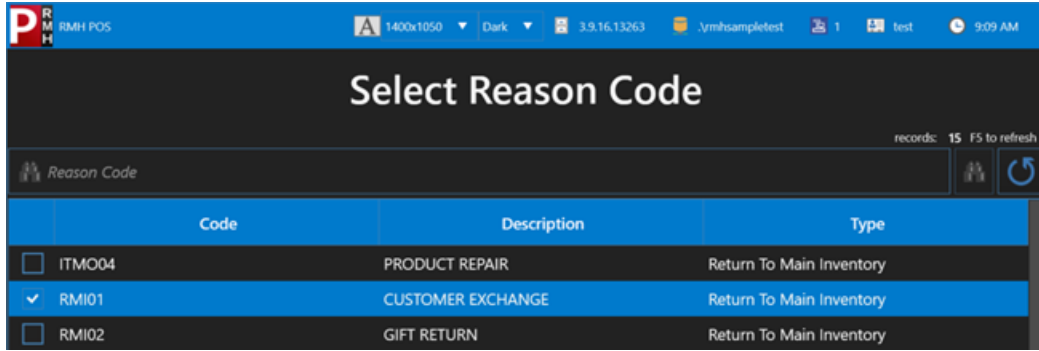 P RMH RMH POS A 1400x1050 Dark 3.9.16.13263 .\rmhsampletest 1 test 9:09 AM
Select Reason Code
records: 15 F5 to refresh
Reason Code
Code Description Type
ITMO04 PRODUCT REPAIR Return To Main Inventory
RMI01 CUSTOMER EXCHANGE Return To Main Inventory
RMI02 GIFT RETURN Return To Main Inventory